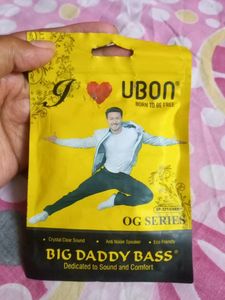 I ❤ UBON®
BORN TO BE FREE
OG SERIES
• Crystal Clear Sound • Anti Noise Speaker • Eco Friendly
BIG DADDY BASS®
Dedicated to Sound and Comfort